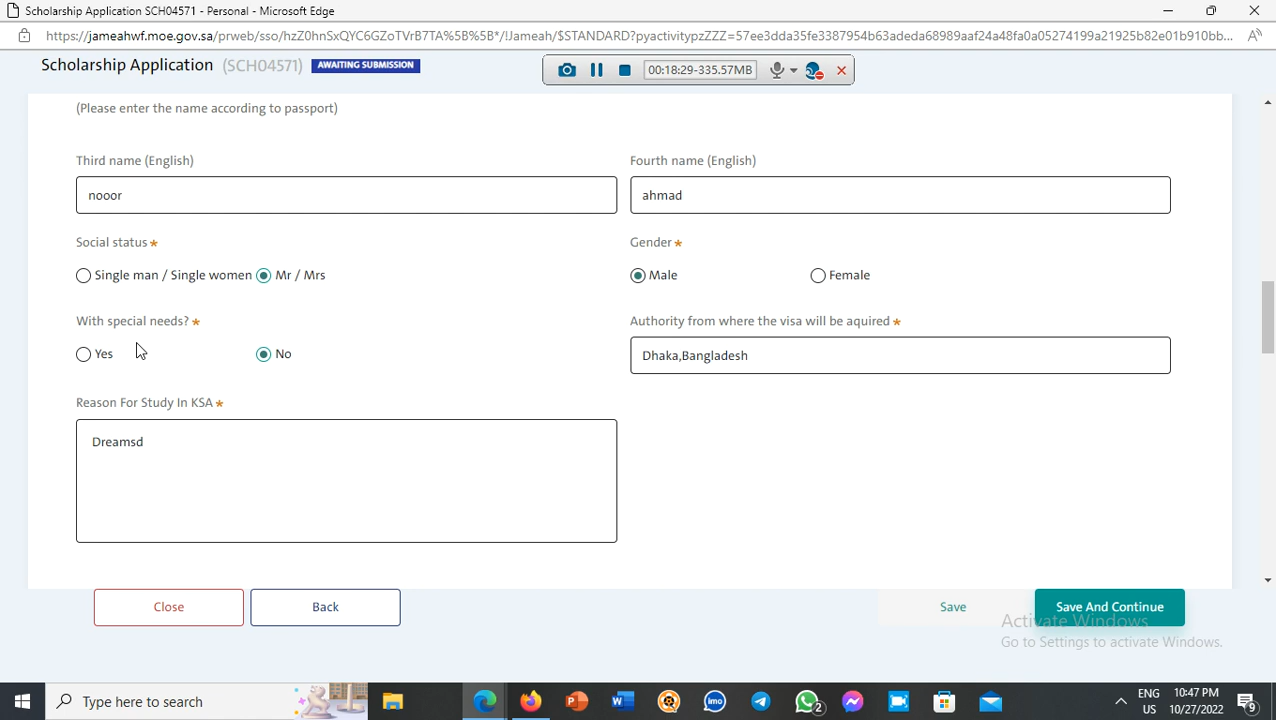 Scholarship Application SCH04571 - Personal - Microsoft Edge
https://jameahwf.moe.gov.sa/prweb/sso/hzZ0hnSxQYC6GZoTVrB7TA%5B%5B*/!Jameah/$STANDARD?pyactivitypzZZZ=57ee3dda35fe3387954b63adeda68989aaf24a48fa0a05274199a21925b82e01b910bb...
Scholarship Application (SCH04571) AWAITING SUBMISSION
00:18:29-335.57MB
(Please enter the name according to passport)
Third name (English) Fourth name (English)
nooor ahmad
Social status* Gender*
Single man / Single women Mr / Mrs Male Female
With special needs?* Authority from where the visa will be aquired*
Yes No Dhaka,Bangladesh
Reason For Study In KSA*
Dreamsd
Close Back Save Save And Continue
Activate Windows
Go to Settings to activate Windows.
Type here to search
imo
2
ENG 10:47 PM
US 10/27/2022
9